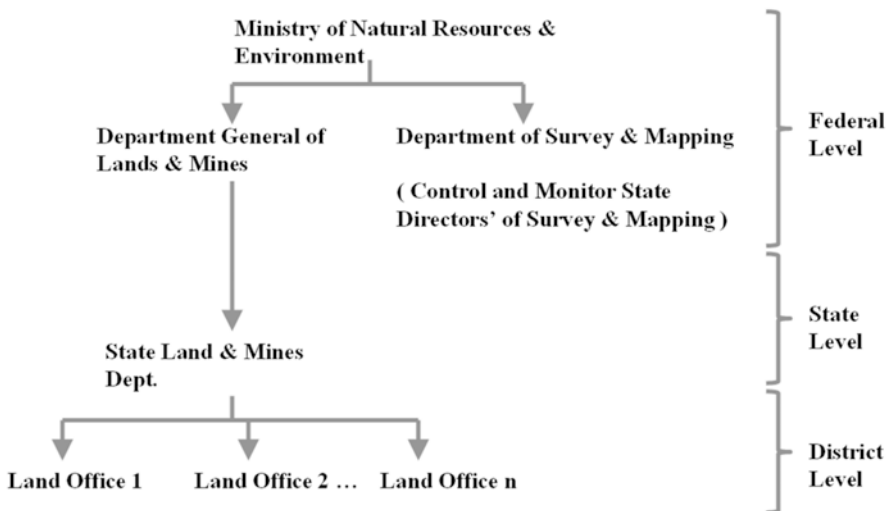 Ministry of Natural Resources &
Environment
Department General of
Lands & Mines
Department of Survey & Mapping
( Control and Monitor State
Directors’ of Survey & Mapping )
Federal
Level
State Land & Mines
Dept.
State
Level
Land Office 1
Land Office 2 …
Land Office n
District
Level